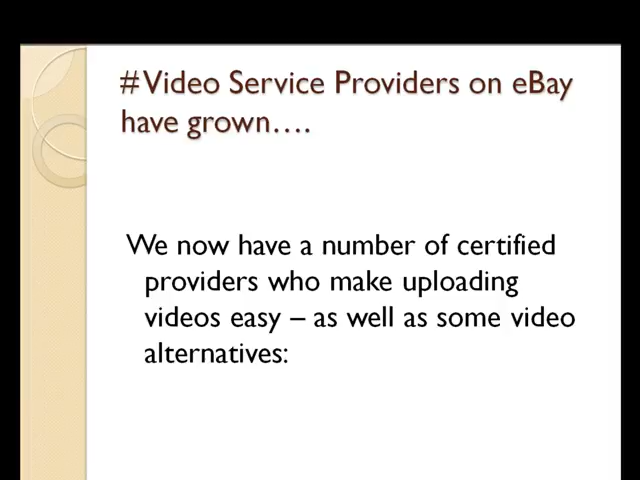 #Video Service Providers on eBay
have grown….
We now have a number of certified
providers who make uploading
videos easy – as well as some video
alternatives: